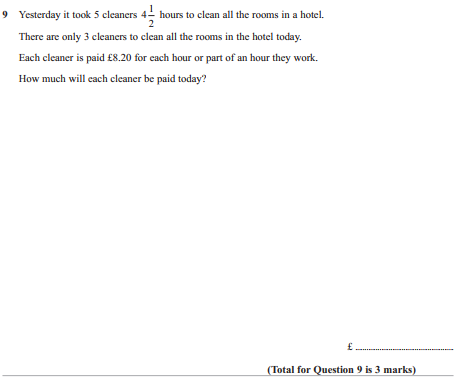 9 Yesterday it took 5 cleaners 4 1/2 hours to clean all the rooms in a hotel.
There are only 3 cleaners to clean all the rooms in the hotel today.
Each cleaner is paid £8.20 for each hour or part of an hour they work.
How much will each cleaner be paid today?
£ ..............................................
(Total for Question 9 is 3 marks)